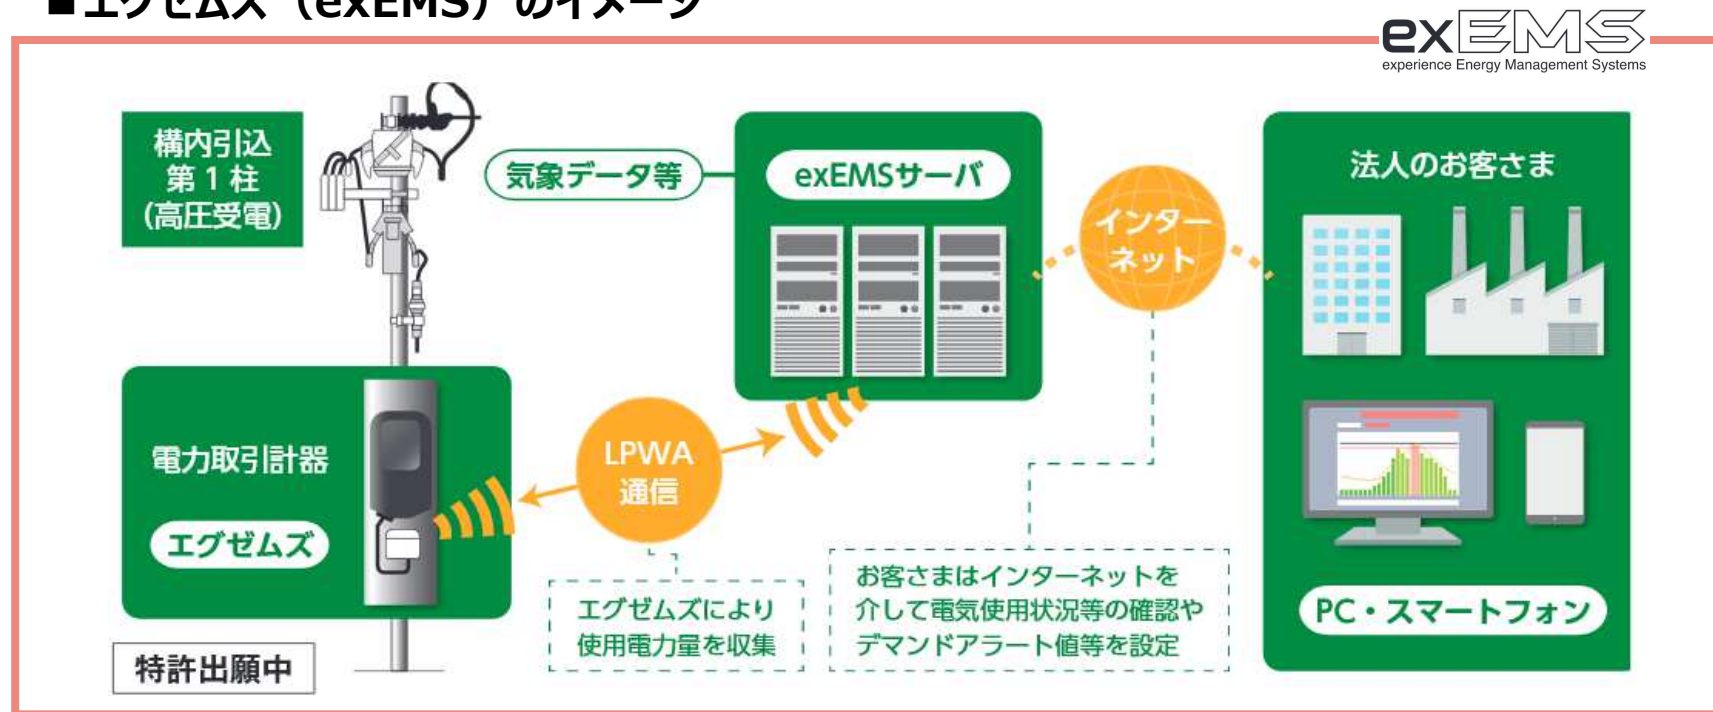 ■エグゼムズ（exEMS）のイメージ
exEMS
experience Energy Management Systems
構内引込
第1柱
（高圧受電）
気象データ等
exEMSサーバ
インター
ネット
法人のお客さま
電力取引計器
エグゼムズ
LPWA
通信
エグゼムズにより
使用電力量を収集
お客さまはインターネットを
介して電気使用状況等の確認や
デマンドアラート値等を設定
PC・スマートフォン
特許出願中